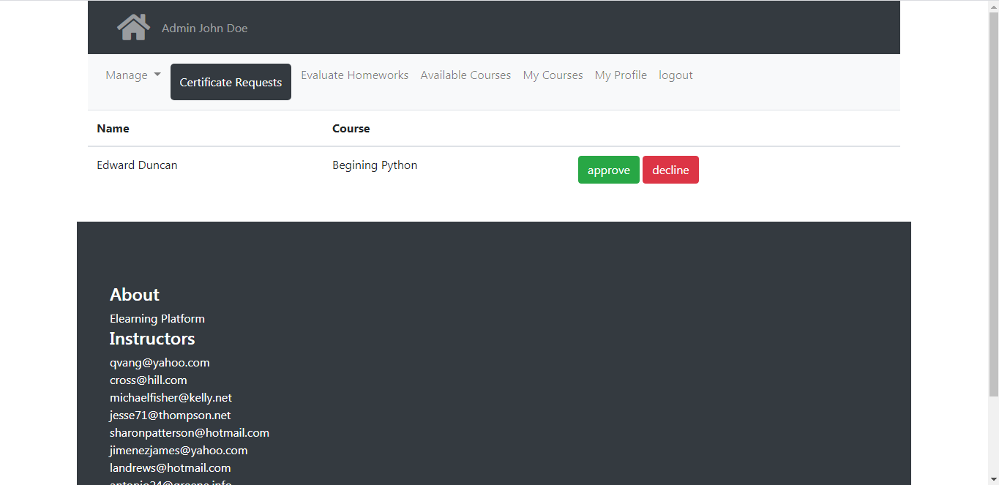 Admin John Doe
Manage Certificate Requests Evaluate Homeworks Available Courses My Courses My Profile logout
Name Course
Edward Duncan Begining Python approve decline
About
Elearning Platform
Instructors
qvang@yahoo.com
cross@hill.com
michaelfisher@kelly.net
jesse71@thompson.net
sharonpatterson@hotmail.com
jimenezjames@yahoo.com
landrews@hotmail.com